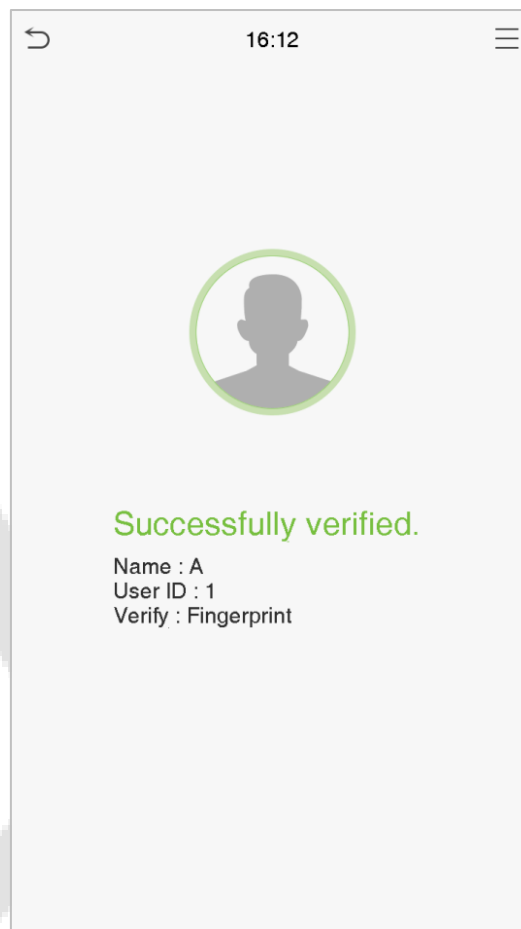 16:12
Successfully verified.
Name : A
User ID : 1
Verify : Fingerprint